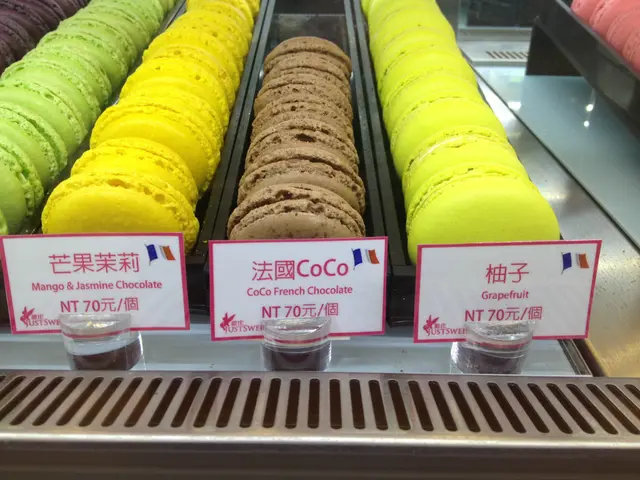 芒果茉莉
Mango & Jasmine Chocolate
NT 70元/個
法國CoCo
CoCo French Chocolate
NT 70元/個
JUSTSWEET
柚子
Grapefruit
NT 70元/個